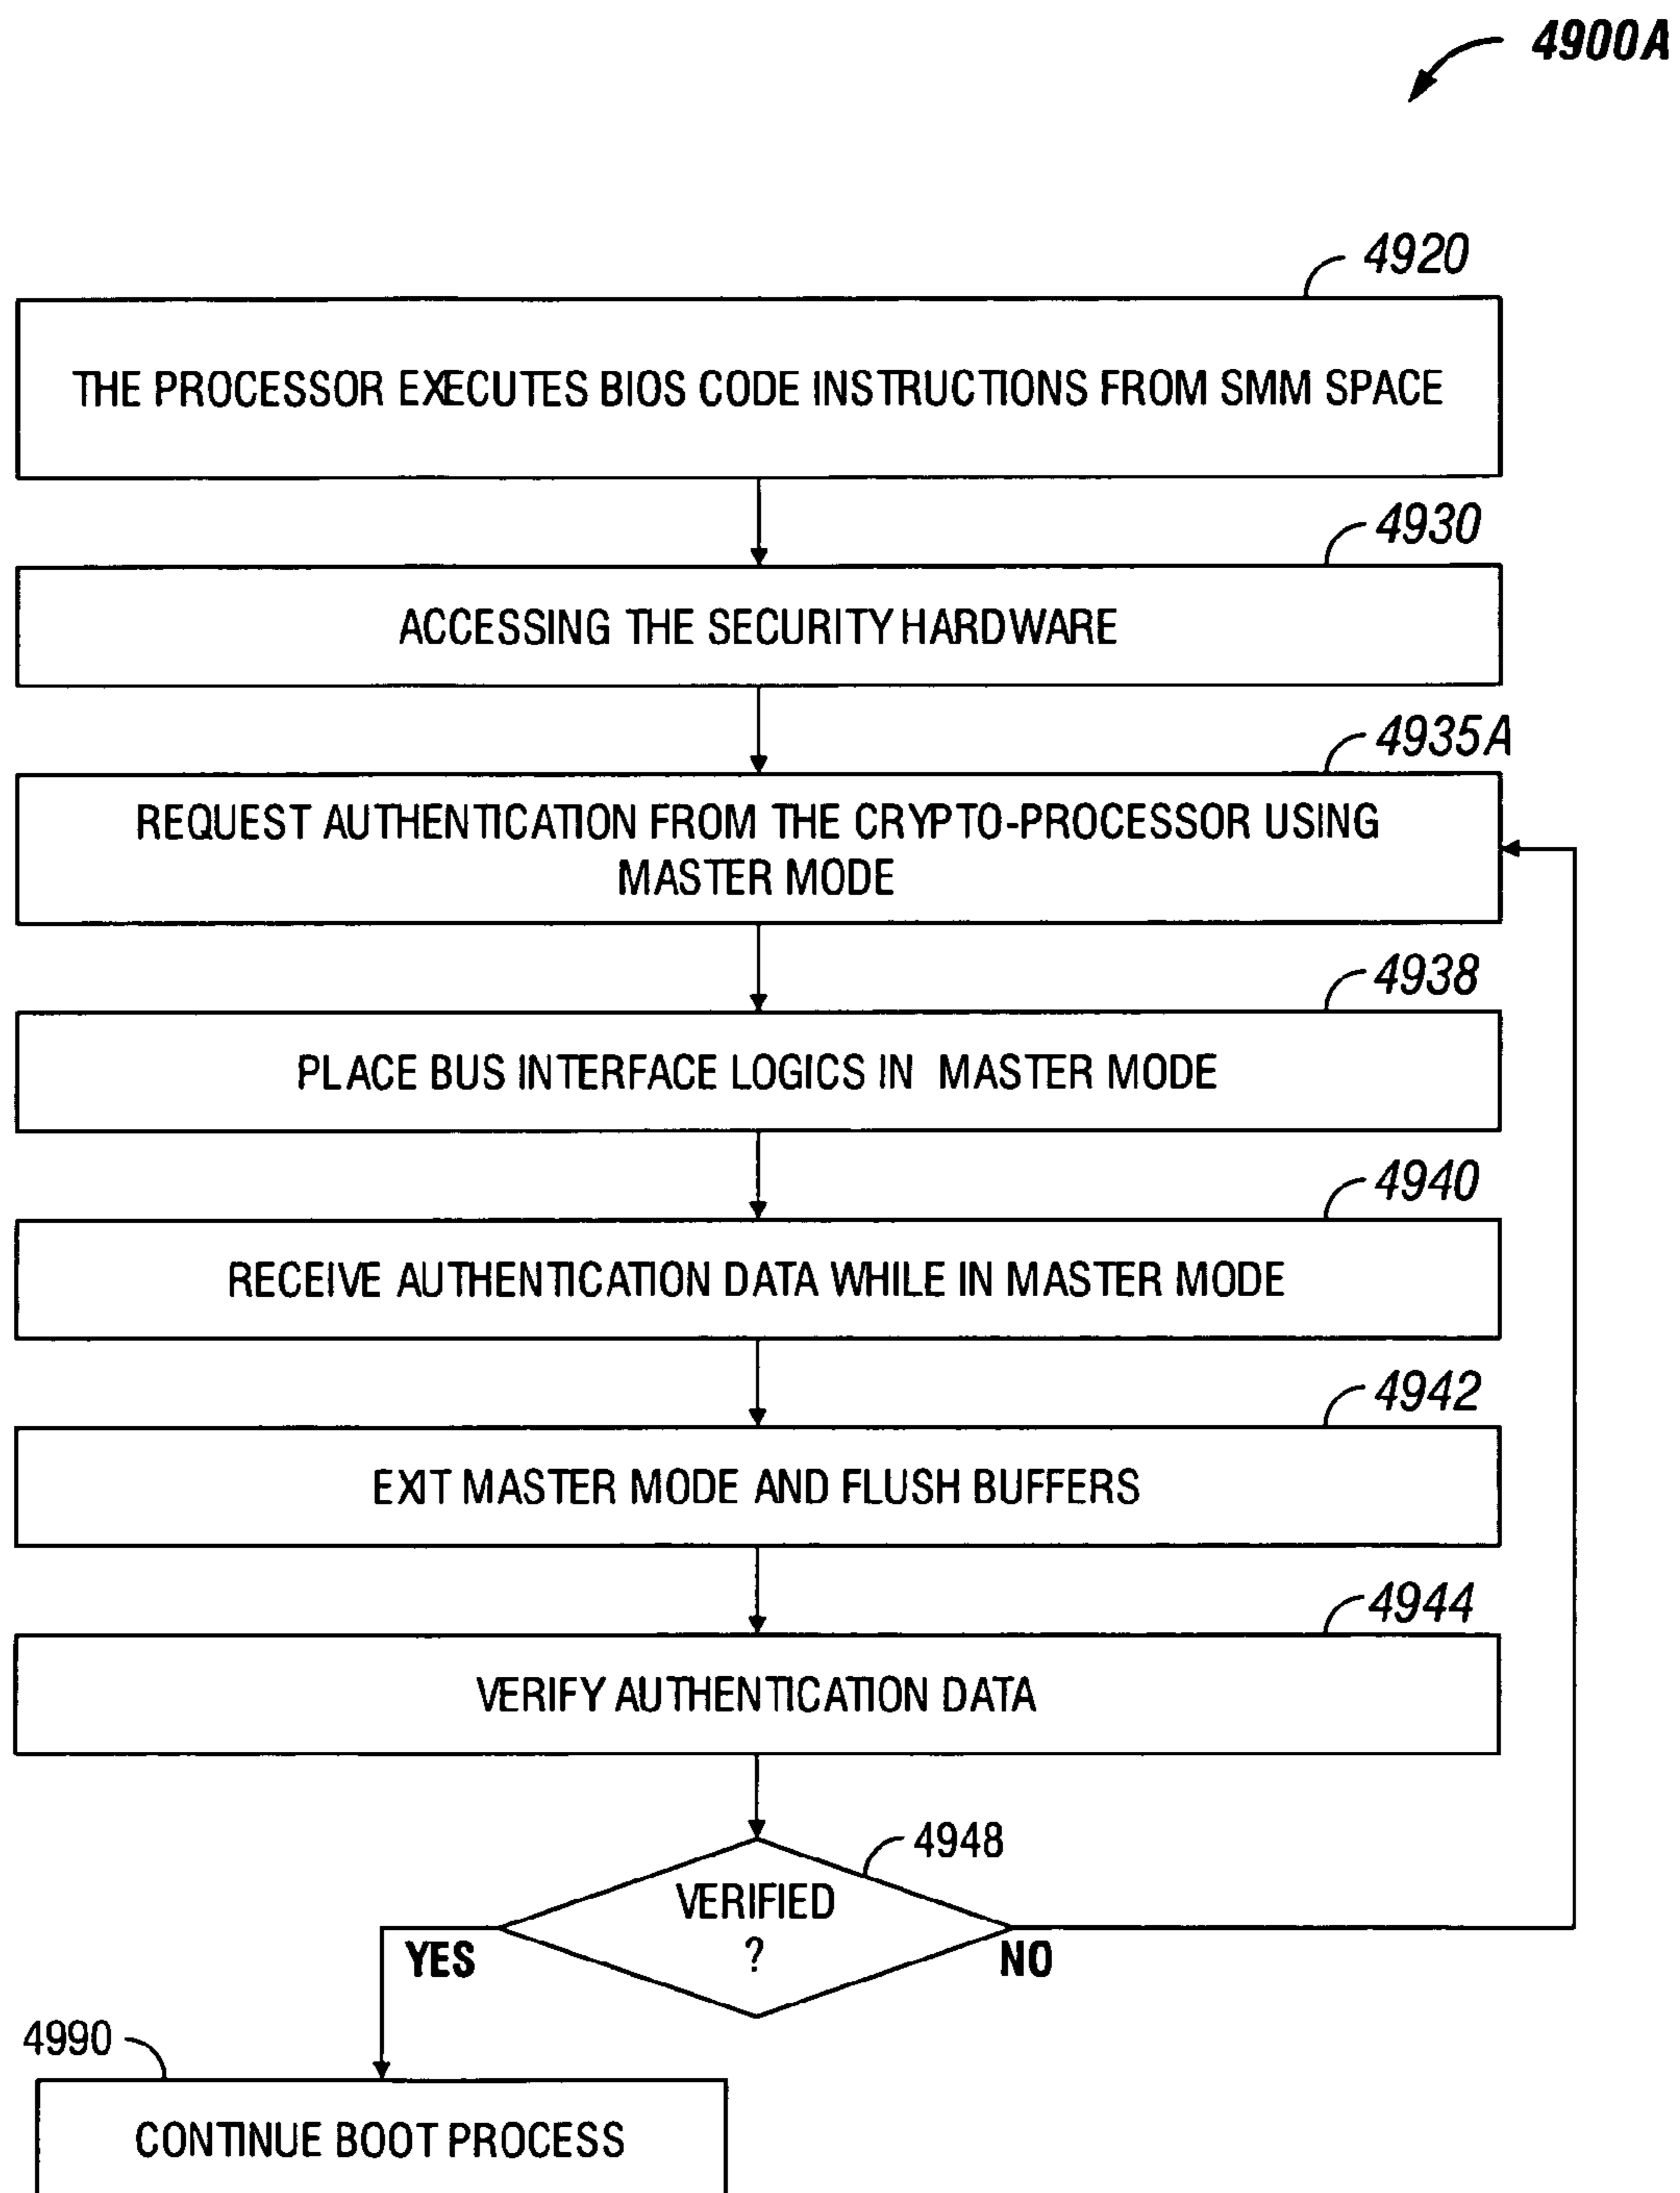 4900A
4920
THE PROCESSOR EXECUTES BIOS CODE INSTRUCTIONS FROM SMM SPACE
4930
ACCESSING THE SECURITY HARDWARE
4935A
REQUEST AUTHENTICATION FROM THE CRYPTO-PROCESSOR USING
MASTER MODE
4938
PLACE BUS INTERFACE LOGICS IN MASTER MODE
4940
RECEIVE AUTHENTICATION DATA WHILE IN MASTER MODE
4942
EXIT MASTER MODE AND FLUSH BUFFERS
4944
VERIFY AUTHENTICATION DATA
4948
VERIFIED
?
YES
NO
4990
CONTINUE BOOT PROCESS